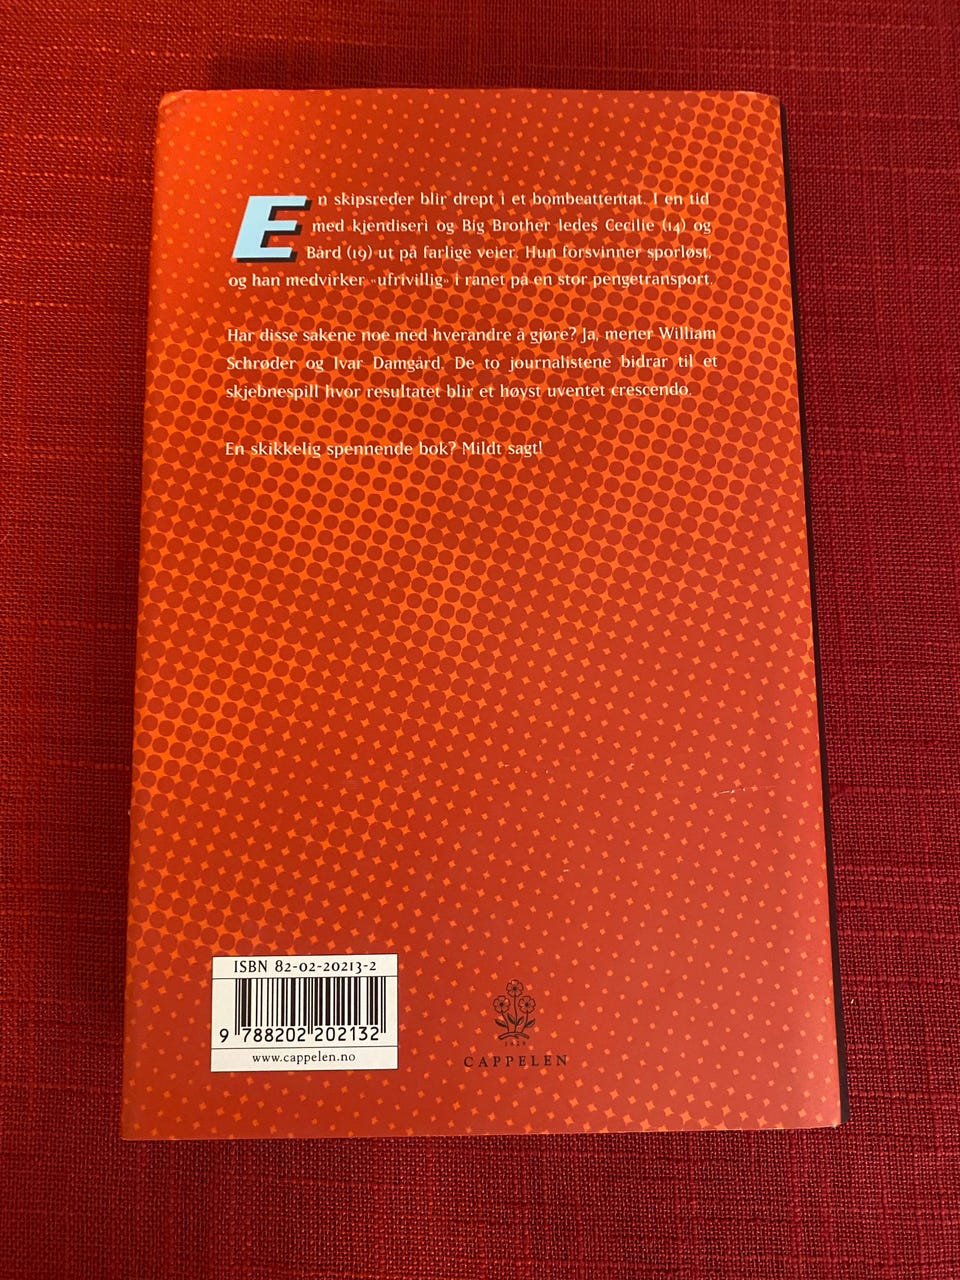 En skipsreder blir drept i et bombeattentat. I en tid
med kjendiseri og Big Brother ledes Cecilie (14) og
Bård (19) ut på farlige veier. Hun forsvinner sporløst,
og han medvirker «ufrivillig» i ranet på en stor pengetransport.
Har disse sakene noe med hverandre å gjøre? Ja, mener William
Schrøder og Ivar Damgård. De to journalistene bidrar til et
skjebnespill hvor resultatet blir et høyst uventet crescendo.
En skikkelig spennende bok? Mildt sagt!
ISBN 82-02-20213-2
9 788202 202132
www.cappelen.no
1829
CAPPELEN